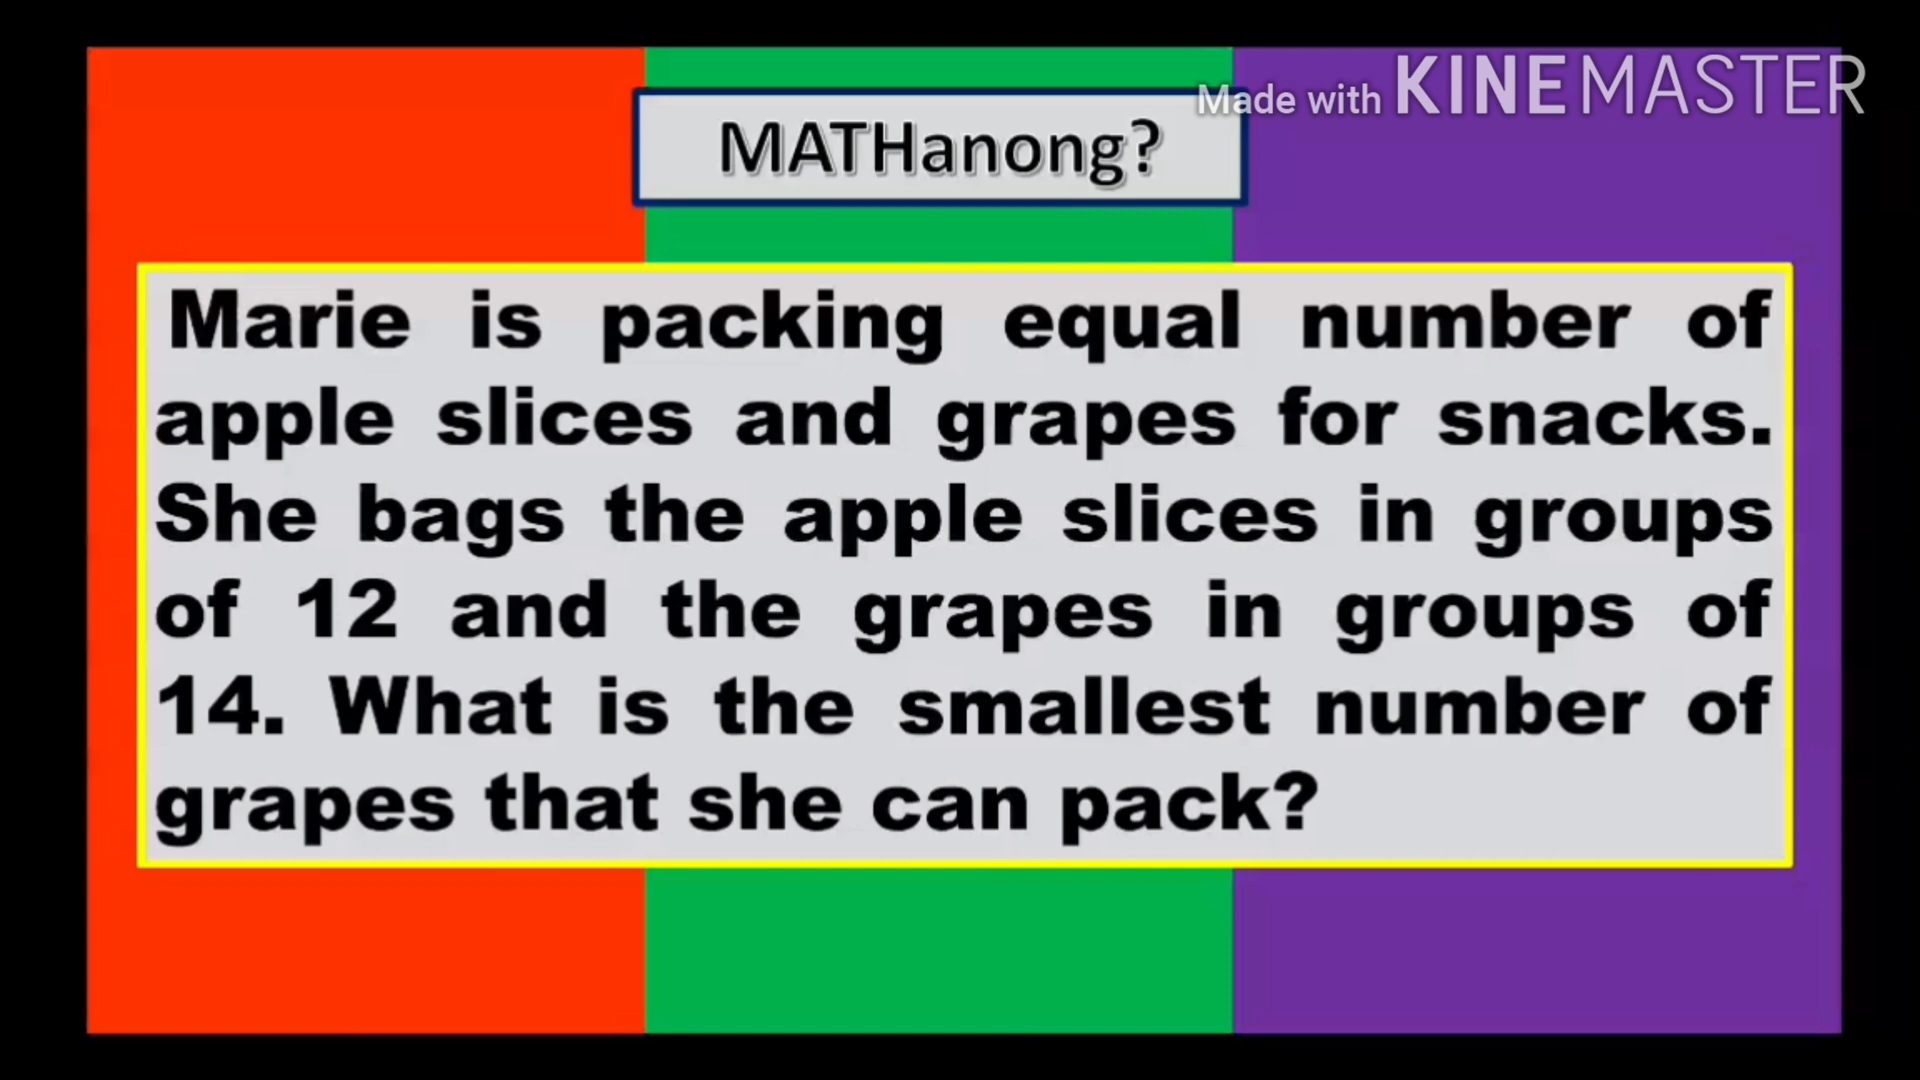 Made with KINEMASTER
MATHanong?
Marie is packing equal number of
apple slices and grapes for snacks.
She bags the apple slices in groups
of 12 and the grapes in groups of
14. What is the smallest number of
grapes that she can pack?